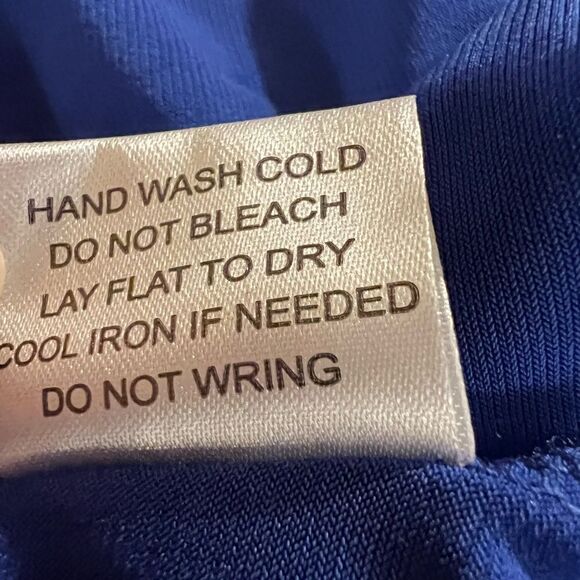 HAND WASH COLD
DO NOT BLEACH
LAY FLAT TO DRY
COOL IRON IF NEEDED
DO NOT WRING